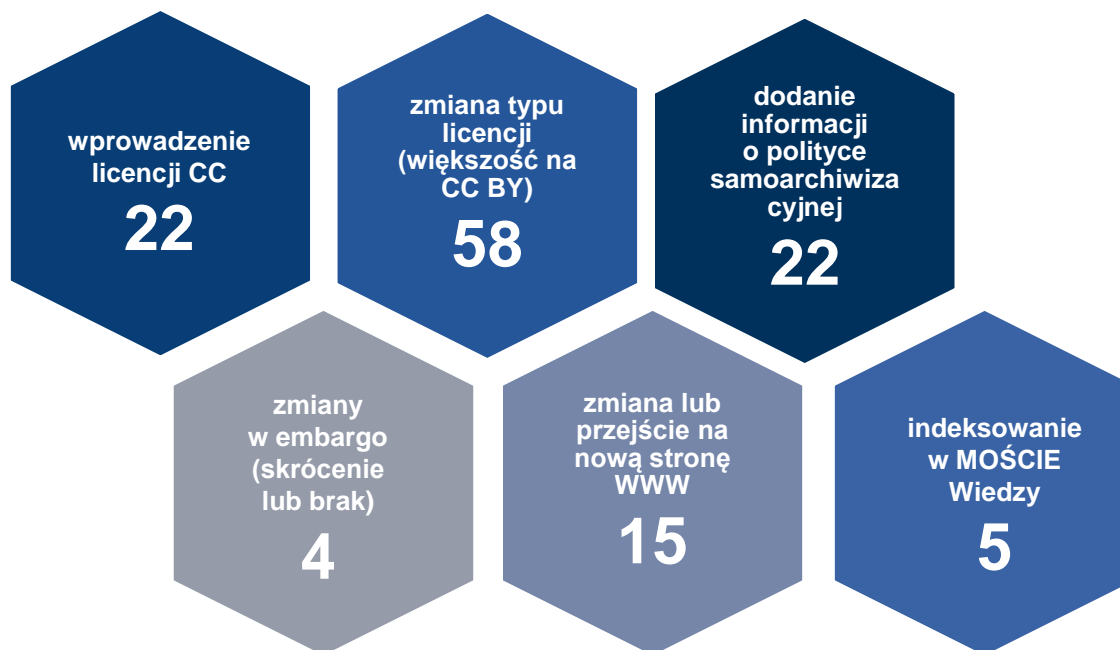 wprowadzenie
licencji CC
22
zmiana typu
licencji
(większość na
CC BY)
58
dodanie
informacji
o polityce
samoarchiwiza
cyjnej
22
zmiany
w embargo
(skrócenie
lub brak)
4
zmiana lub
przejście na
nową stronę
WWW
15
indeksowanie
w MOŚCIE
Wiedzy
5